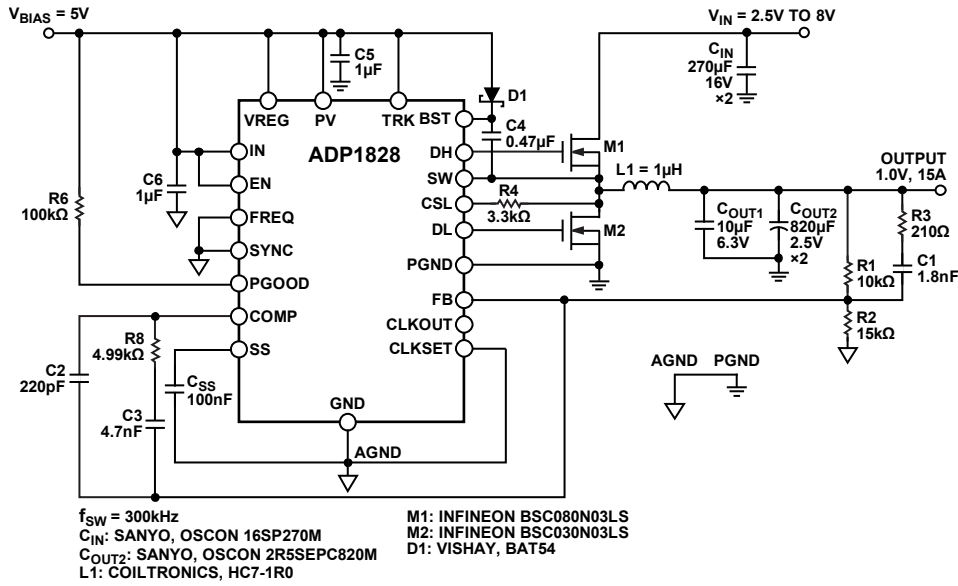 V_BIAS = 5V
V_IN = 2.5V TO 8V
C5
1µF
C_IN
270µF
16V
×2
D1
VREG
PV
TRK
BST
C4
0.47µF
ADP1828
IN
DH
M1
EN
SW
L1 = 1µH
OUTPUT
1.0V, 15A
C6
1µF
R6
100kΩ
CSL
R4
3.3kΩ
FREQ
DL
M2
C_OUT1
10µF
6.3V
C_OUT2
820µF
2.5V
×2
R3
210Ω
SYNC
PGND
R1
10kΩ
C1
1.8nF
PGOOD
FB
COMP
CLKOUT
R2
15kΩ
R8
4.99kΩ
SS
CLKSET
C2
220pF
C_SS
100nF
AGND PGND
C3
4.7nF
GND
AGND
f_SW = 300kHz
C_IN: SANYO, OSCON 16SP270M
C_OUT2: SANYO, OSCON 2R5SEPC820M
L1: COILTRONICS, HC7-1R0
M1: INFINEON BSC080N03LS
M2: INFINEON BSC030N03LS
D1: VISHAY, BAT54